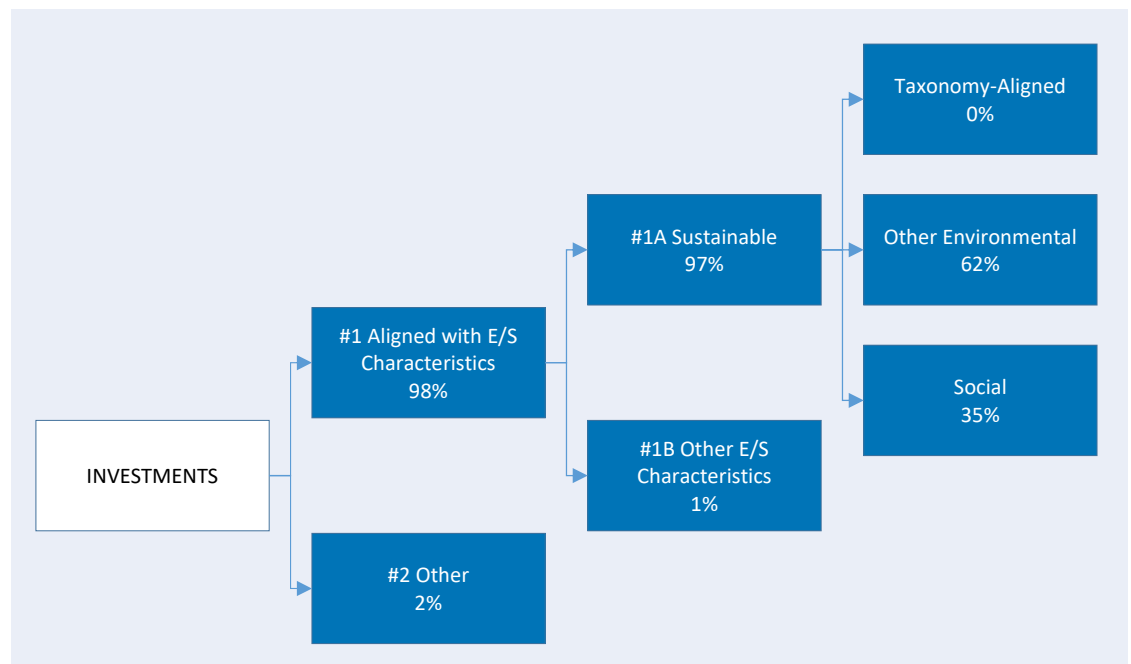 INVESTMENTS
#1 Aligned with E/S
Characteristics
98%
#2 Other
2%
#1A Sustainable
97%
#1B Other E/S
Characteristics
1%
Taxonomy-Aligned
0%
Other Environmental
62%
Social
35%